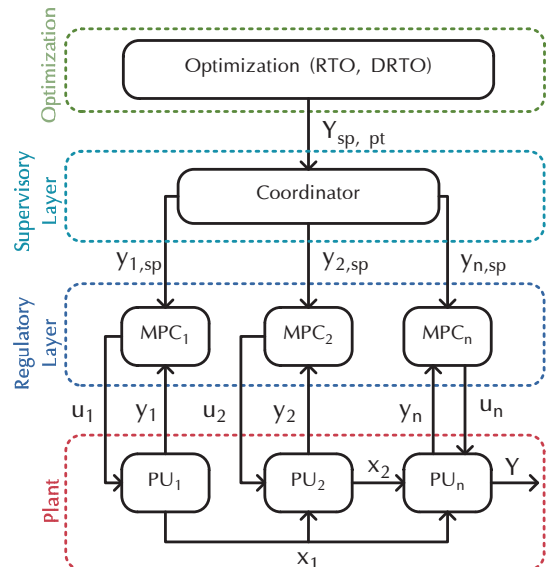 Optimization
Optimization (RTO, DRTO)
Y_sp, pt
Supervisory
Layer
Coordinator
y_1,sp
y_2,sp
y_n,sp
Regulatory
Layer
MPC_1
MPC_2
MPC_n
u_1
y_1
u_2
y_2
y_n
u_n
Plant
PU_1
PU_2
x_2
PU_n
Y
x_1